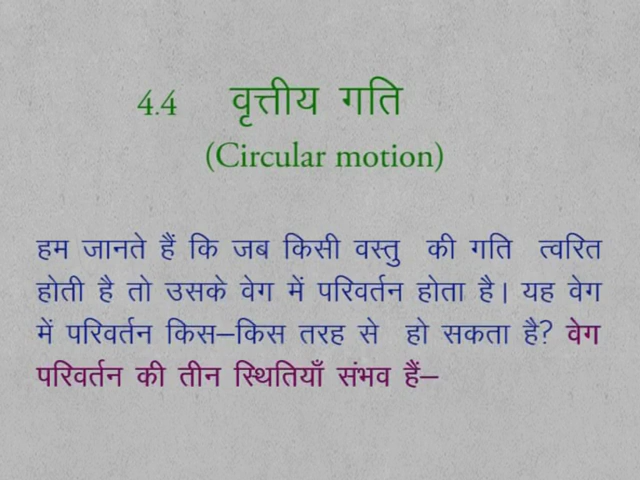 4.4 वृत्तीय गति
(Circular motion)
हम जानते हैं कि जब किसी वस्तु की गति त्वरित
होती है तो उसके वेग में परिवर्तन होता है। यह वेग
में परिवर्तन किस–किस तरह से हो सकता है? वेग
परिवर्तन की तीन स्थितियाँ संभव हैं–